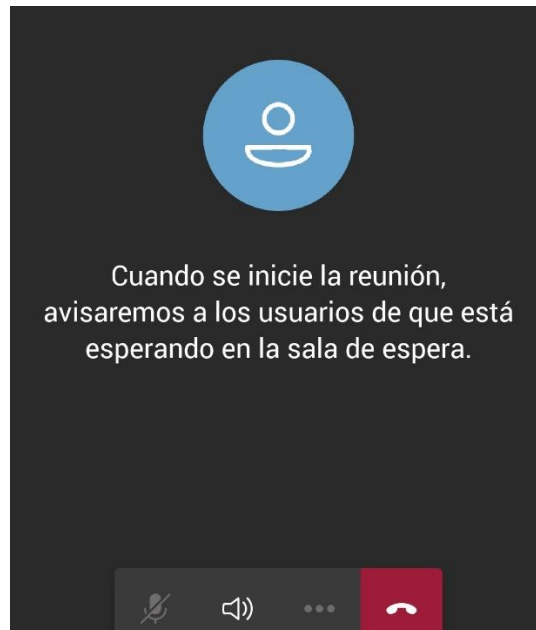 Cuando se inicie la reunión,
avisaremos a los usuarios de que está
esperando en la sala de espera.